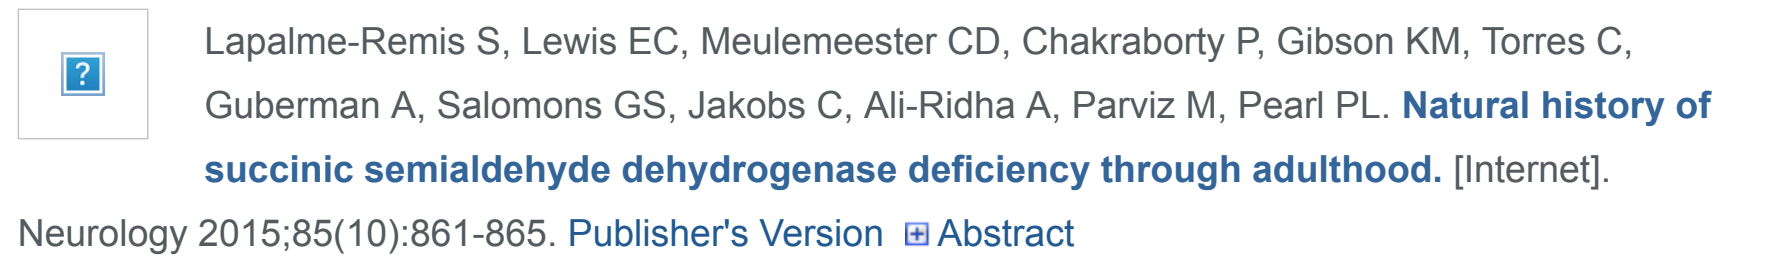 Lapalme-Remis S, Lewis EC, Meulemeester CD, Chakraborty P, Gibson KM, Torres C,
Guberman A, Salomons GS, Jakobs C, Ali-Ridha A, Parviz M, Pearl PL. Natural history of
succinic semialdehyde dehydrogenase deficiency through adulthood. [Internet].
Neurology 2015;85(10):861-865. Publisher's Version Abstract